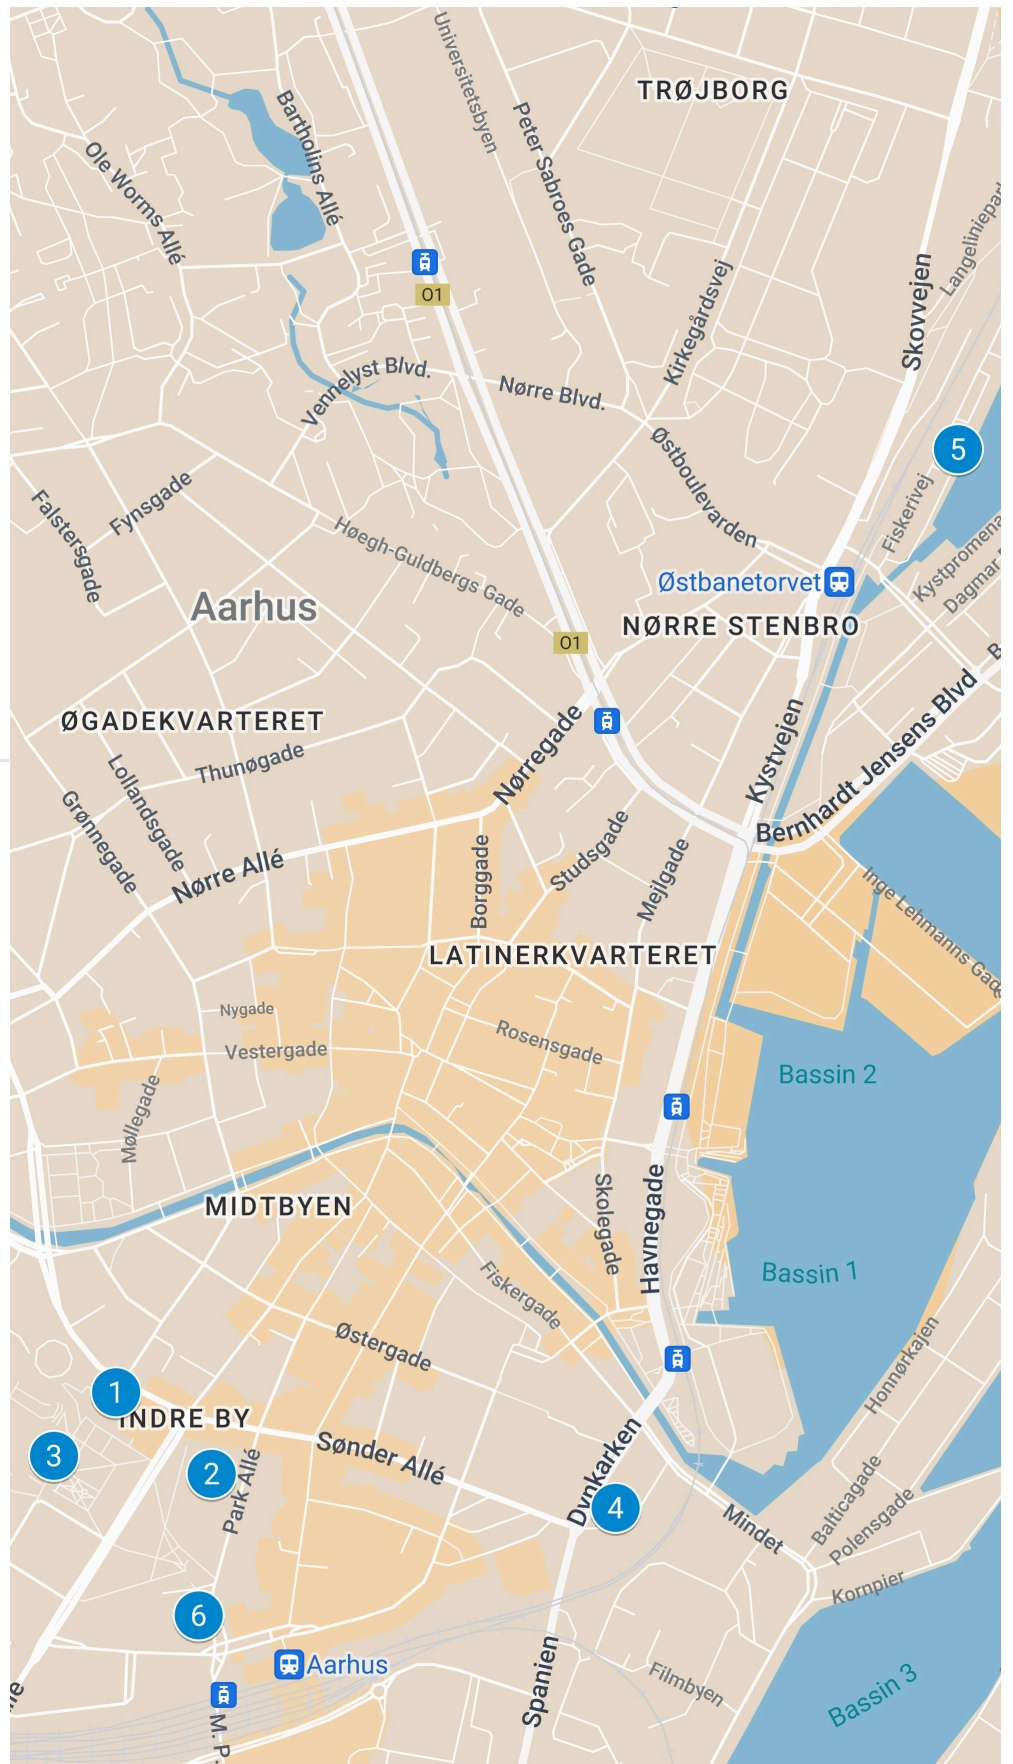 Universitetsbyen
TRØJBORG
Bartholins Allé
Peter Sabroes Gade
Ole Worms Allé
Langeliniepark
Skovvejen
Kirkegårdsvej
01
Vennelyst Blvd.
Nørre Blvd.
Østboulevarden
5
Fynsgade
Falstersgade
Fiskerivej
Høegh-Guldbergs Gade
Kystpromena
Dagmar
Østbanetorvet
Aarhus
NØRRE STENBRO
01
B
ØGADEKVARTERET
Nørregade
Kystvejen
Bernhardt Jensens Blvd
Thunøgade
Lollandsgade
Grønnegade
Nørre Allé
Borggade
Studsgade
Mejlgade
Inge Lehmanns Gade
LATINERKVARTERET
Nygade
Rosensgade
Vestergade
Bassin 2
Møllegade
MIDTBYEN
Skolegade
Havnegade
Bassin 1
Fiskergade
Østergade
Honnørkajen
1
INDRE BY
3
2
Park Allé
Sønder Allé
Dynkarken
4
Mindet
Balticagade
Polensgade
Kornpier
6
Aarhus
Spanien
Filmbyen
Bassin 3
M. P.